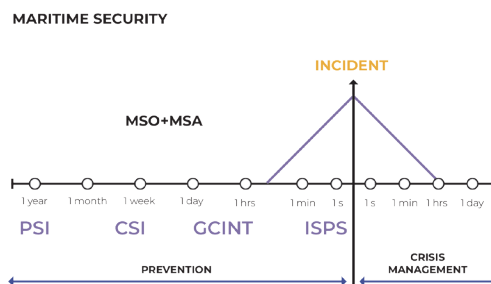 MARITIME SECURITY
INCIDENT
MSO+MSA
1 year 1 month 1 week 1 day 1 hrs 1 min 1 s 1 s 1 min 1 hrs 1 day
PSI CSI GCINT ISPS
PREVENTION
CRISIS
MANAGEMENT